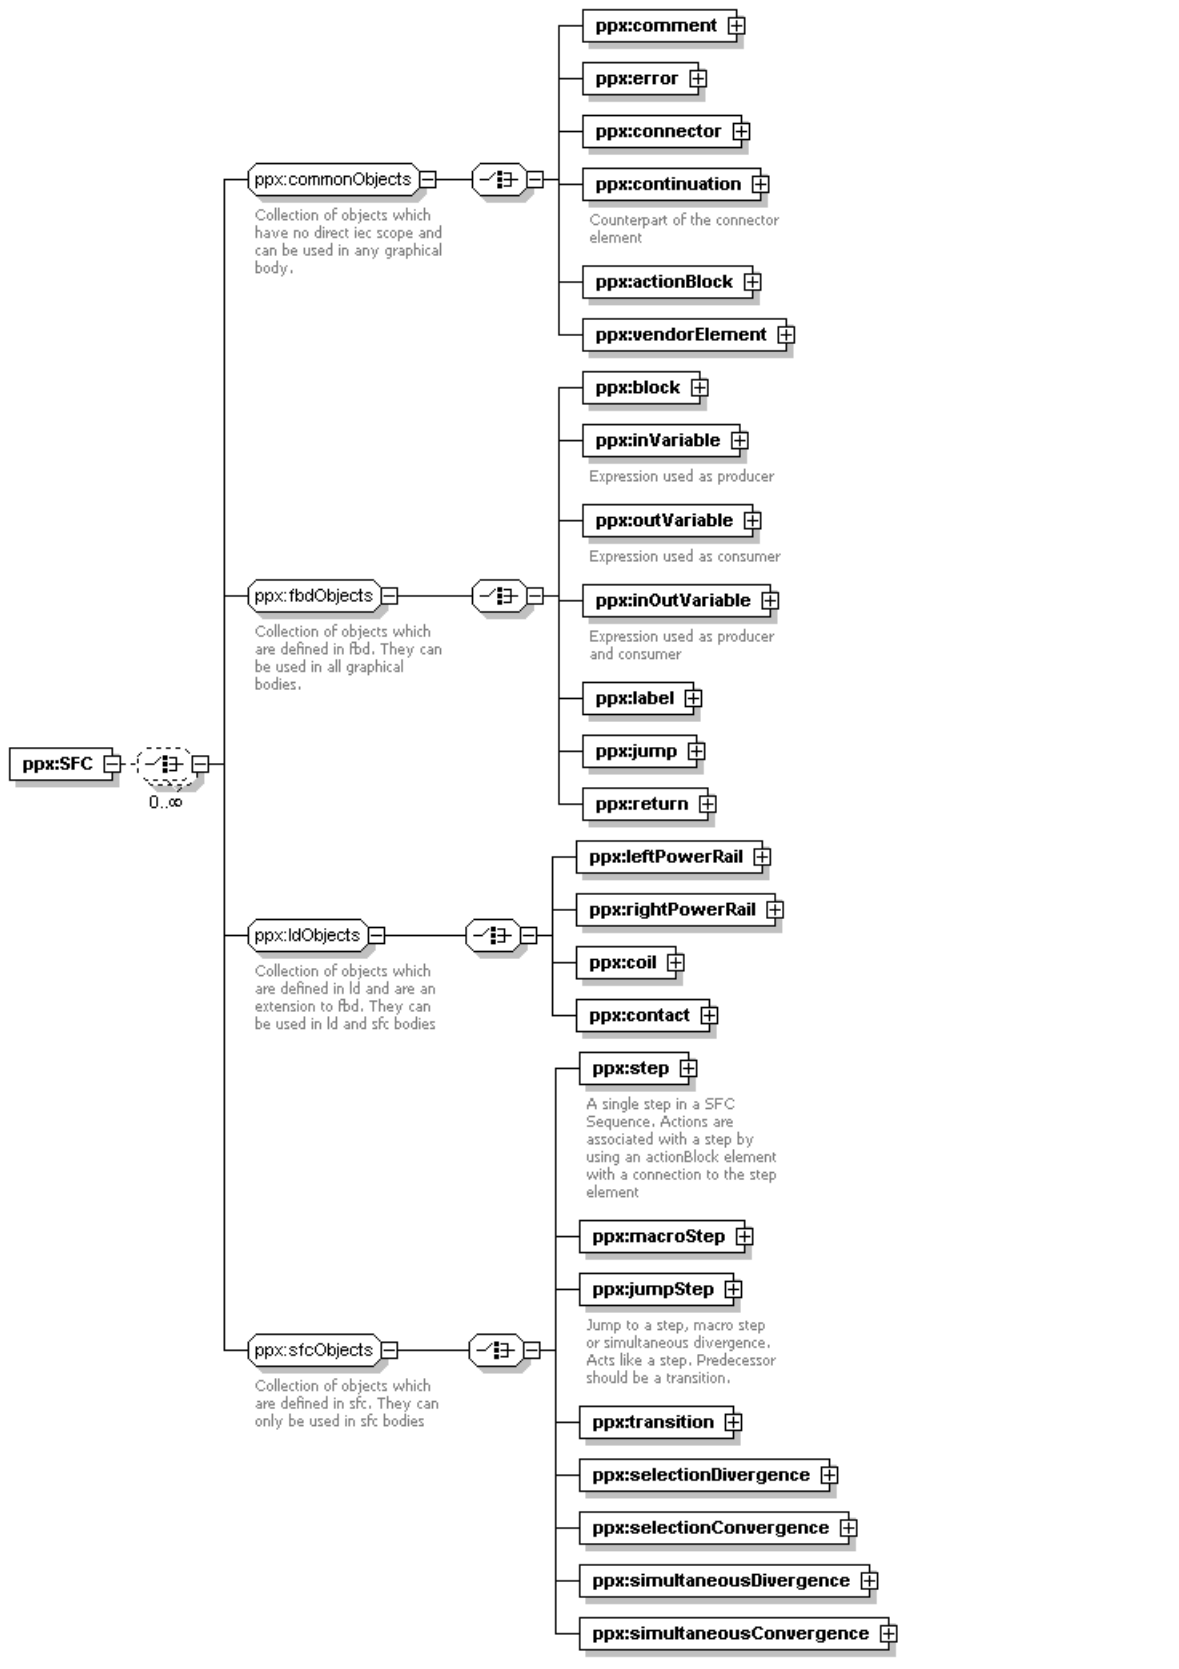 ppx:comment
ppx:error
ppx:connector
ppx:commonObjects
ppx:continuation
Collection of objects which
have no direct iec scope and
can be used in any graphical
body.
Counterpart of the connector
element
ppx:actionBlock
ppx:vendorElement
ppx:block
ppx:inVariable
Expression used as producer
ppx:outVariable
Expression used as consumer
ppx:fbdObjects
ppx:inOutVariable
Collection of objects which
are defined in fbd. They can
be used in all graphical
bodies.
Expression used as producer
and consumer
ppx:label
ppx:jump
ppx:SFC
0..∞
ppx:return
ppx:leftPowerRail
ppx:rightPowerRail
ppx:ldObjects
ppx:coil
Collection of objects which
are defined in ld and are an
extension to fbd. They can
be used in ld and sfc bodies
ppx:contact
ppx:step
A single step in a SFC
Sequence. Actions are
associated with a step by
using an actionBlock element
with a connection to the step
element
ppx:macroStep
ppx:jumpStep
Jump to a step, macro step
or simultaneous divergence.
Acts like a step. Predecessor
should be a transition.
ppx:sfcObjects
Collection of objects which
are defined in sfc. They can
only be used in sfc bodies
ppx:transition
ppx:selectionDivergence
ppx:selectionConvergence
ppx:simultaneousDivergence
ppx:simultaneousConvergence